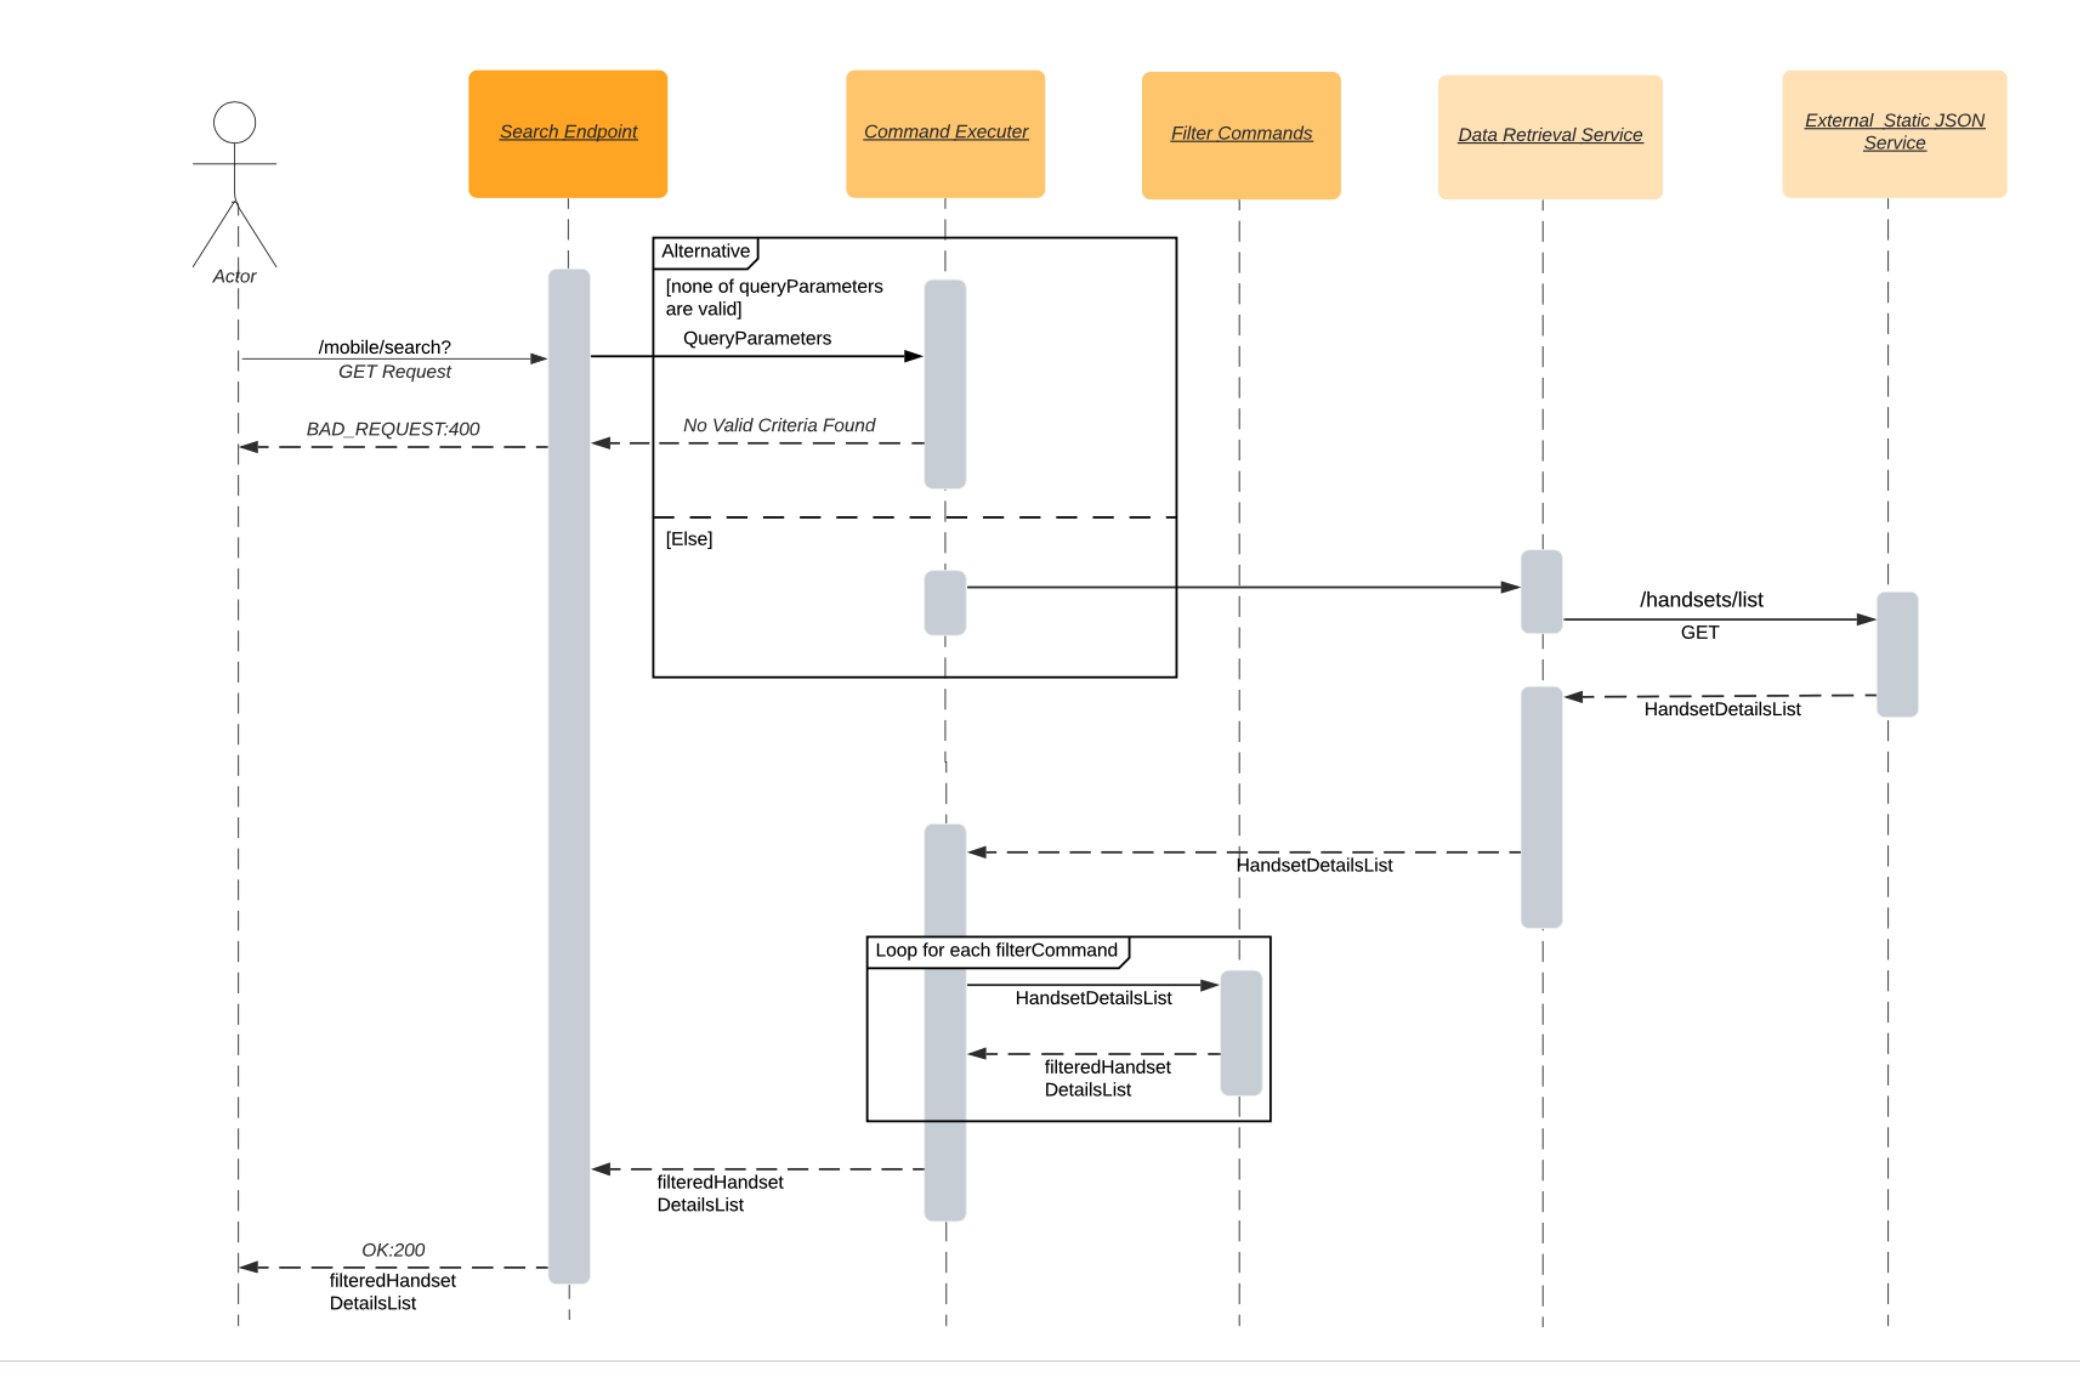 Search Endpoint
Command Executer
Filter Commands
Data Retrieval Service
External Static JSON
Service
Actor
Alternative
[none of queryParameters
are valid]
QueryParameters
/mobile/search?
GET Request
No Valid Criteria Found
BAD_REQUEST:400
[Else]
/handsets/list
GET
HandsetDetailsList
HandsetDetailsList
Loop for each filterCommand
HandsetDetailsList
filteredHandset
DetailsList
filteredHandset
DetailsList
OK:200
filteredHandset
DetailsList